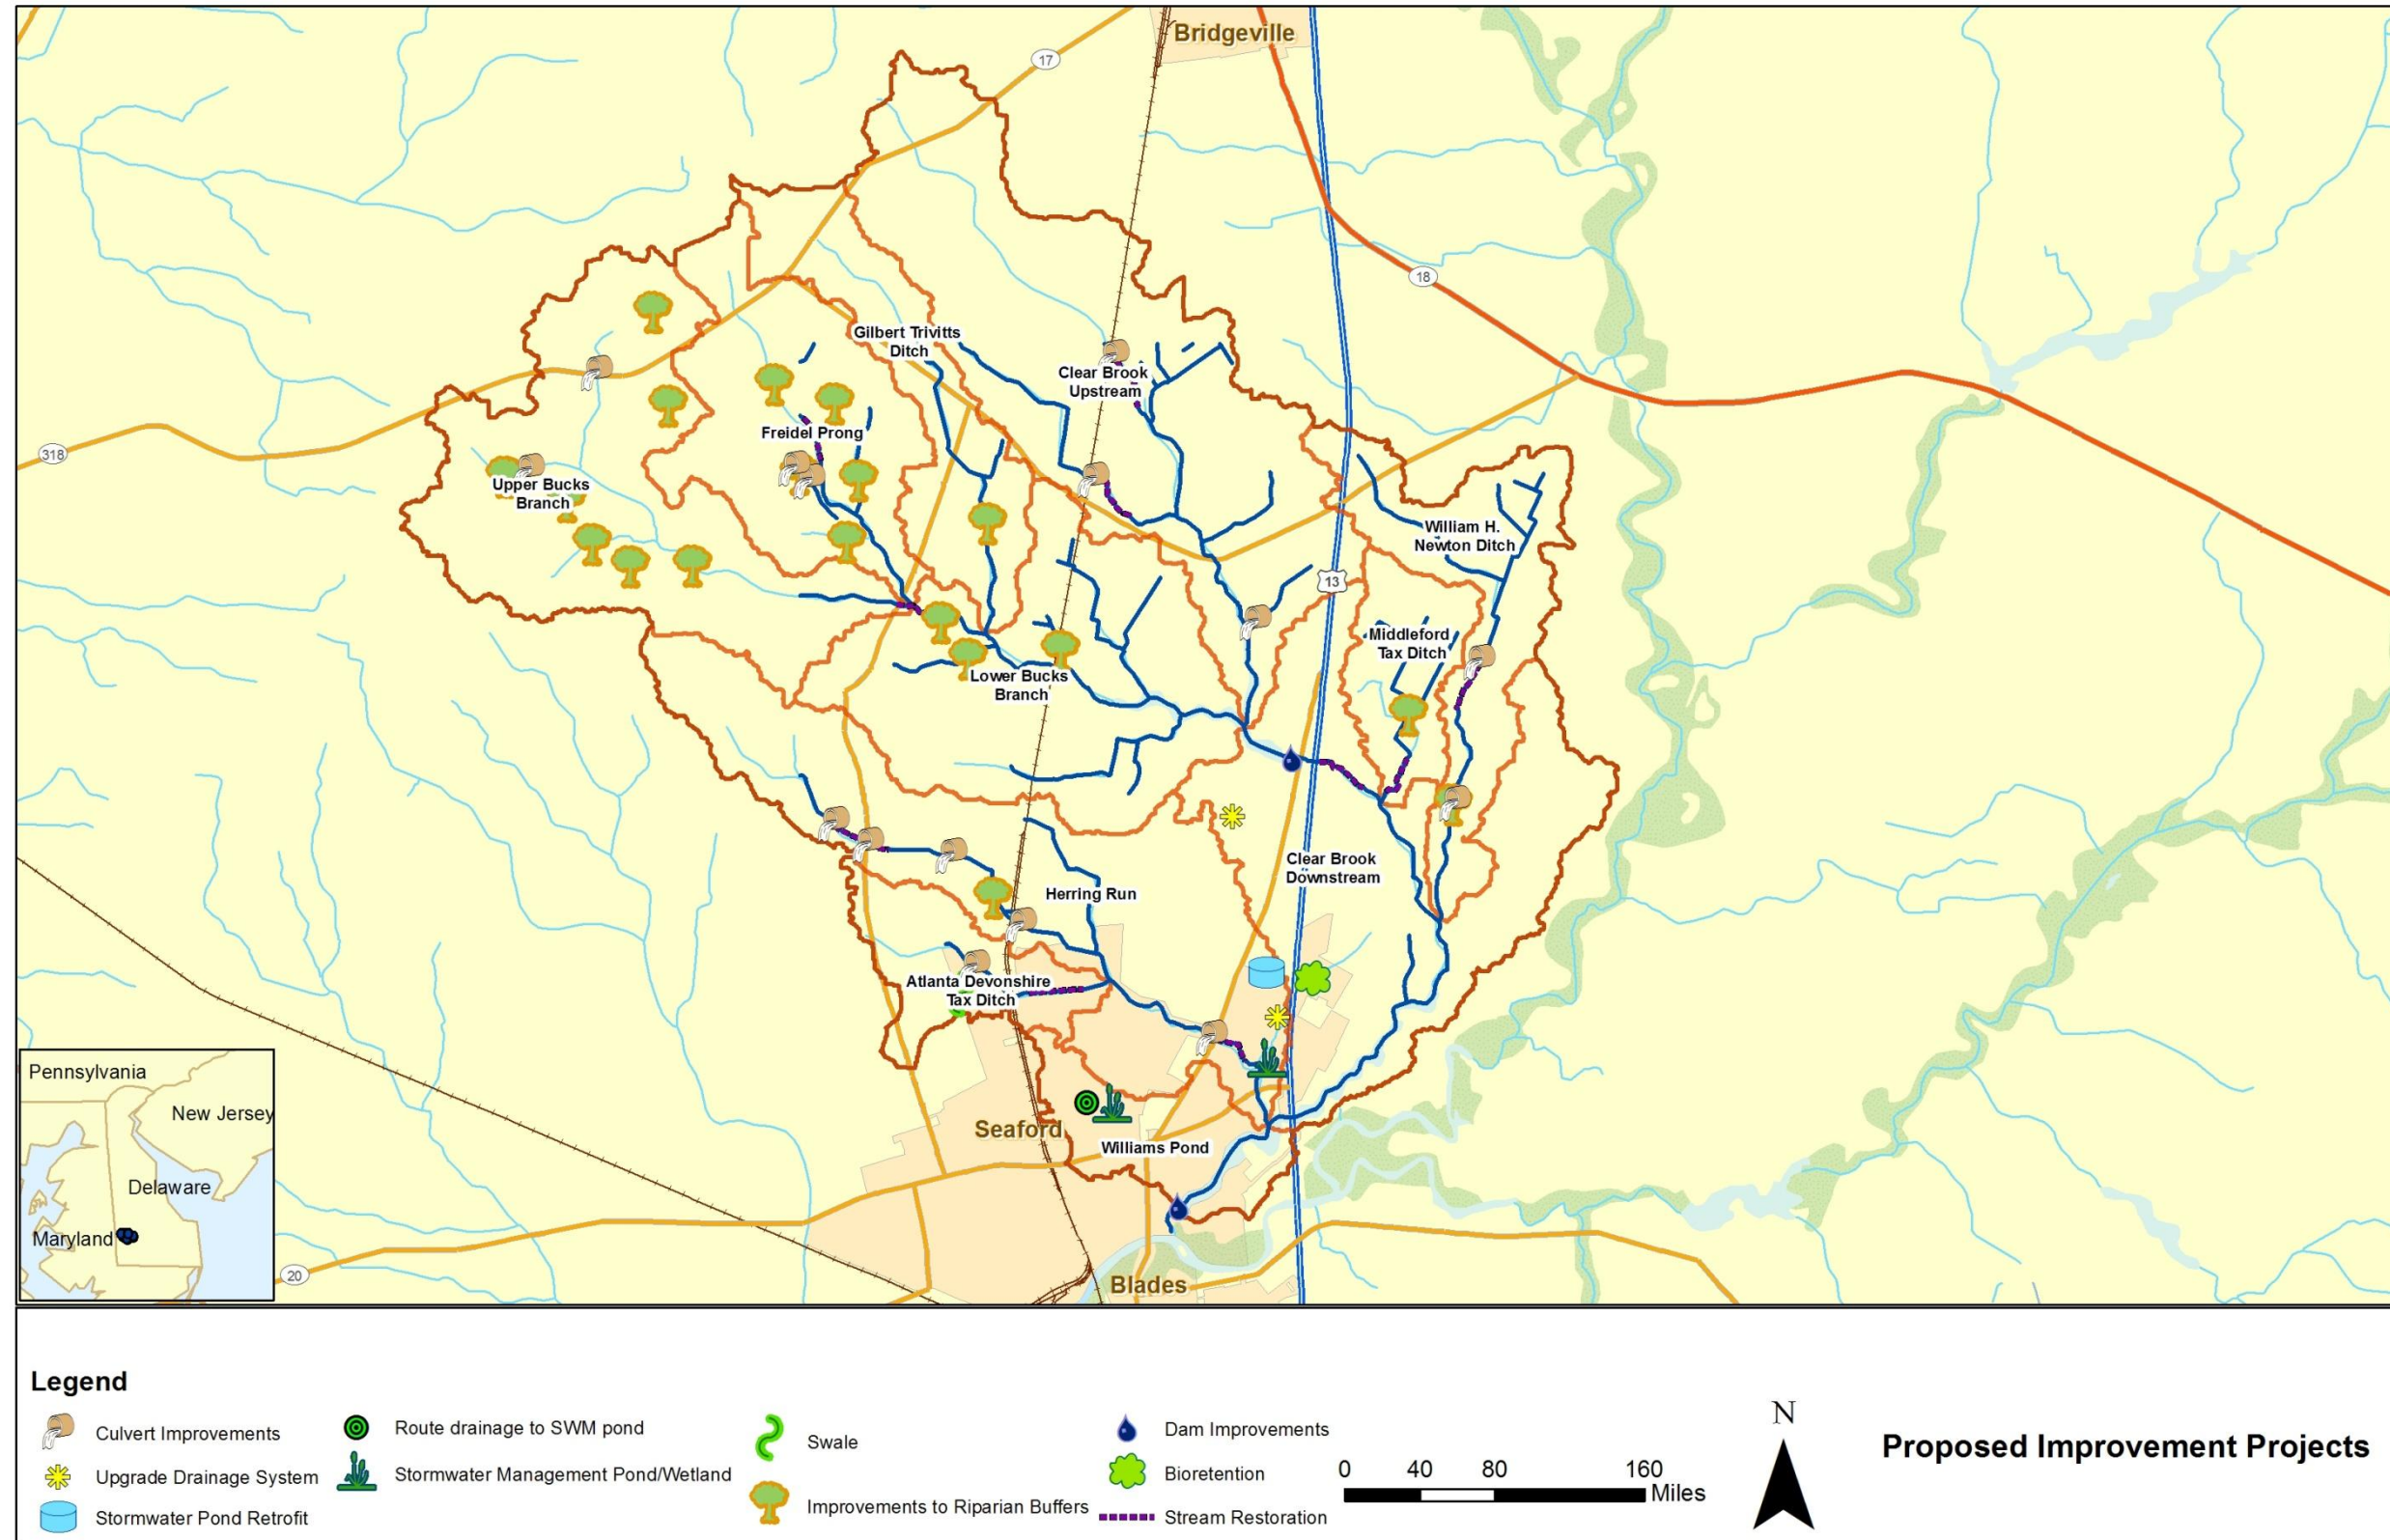 Bridgeville
17
18
318
13
20
Gilbert Trivitts
Ditch
Clear Brook
Upstream
Freidel Prong
Upper Bucks
Branch
William H.
Newton Ditch
Middleford
Tax Ditch
Lower Bucks
Branch
Clear Brook
Downstream
Herring Run
Atlanta Devonshire
Tax Ditch
Seaford
Williams Pond
Blades
Pennsylvania
New Jersey
Delaware
Maryland
Legend
Culvert Improvements
Upgrade Drainage System
Stormwater Pond Retrofit
Route drainage to SWM pond
Stormwater Management Pond/Wetland
Swale
Improvements to Riparian Buffers
Dam Improvements
Bioretention
Stream Restoration
0 40 80 160
Miles
N
Proposed Improvement Projects